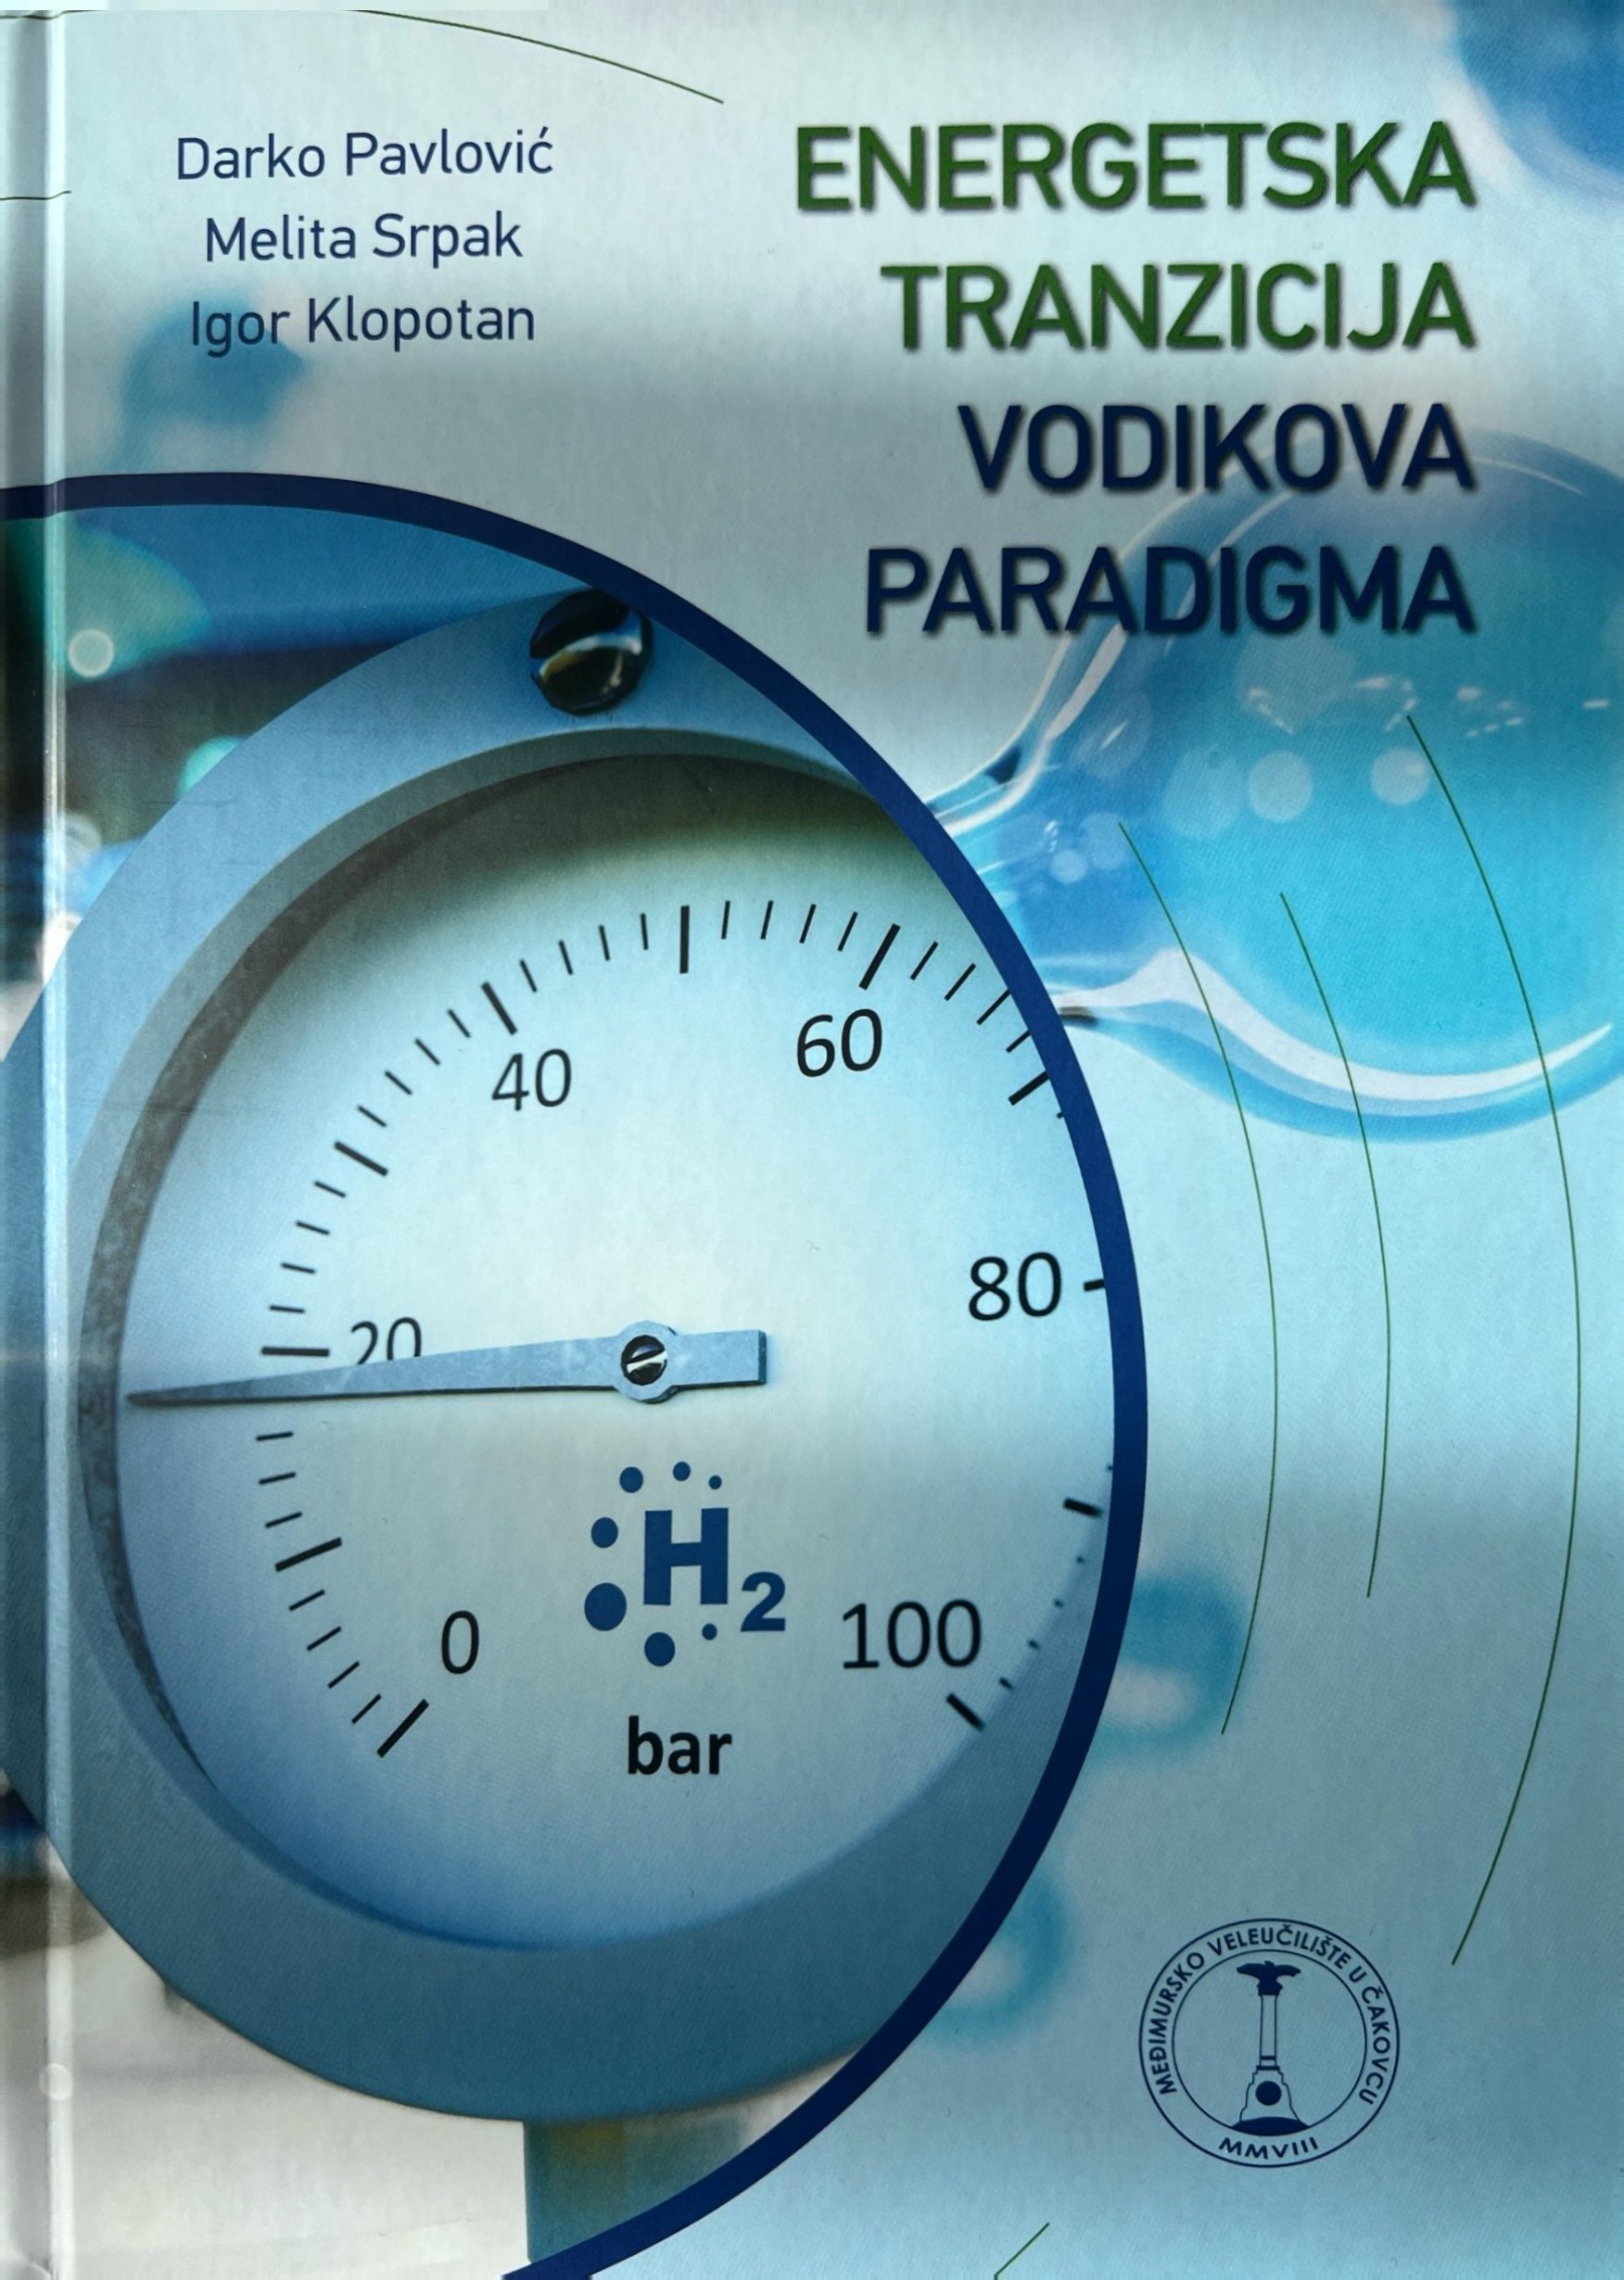 Darko Pavlović
Melita Srpak
Igor Klopotan
ENERGETSKA
TRANZICIJA
VODIKOVA
PARADIGMA
40
60
20
80
0
H2
100
bar
MEĐIMURSKO VELEUČILIŠTE U ČAKOVCU
MMVIII